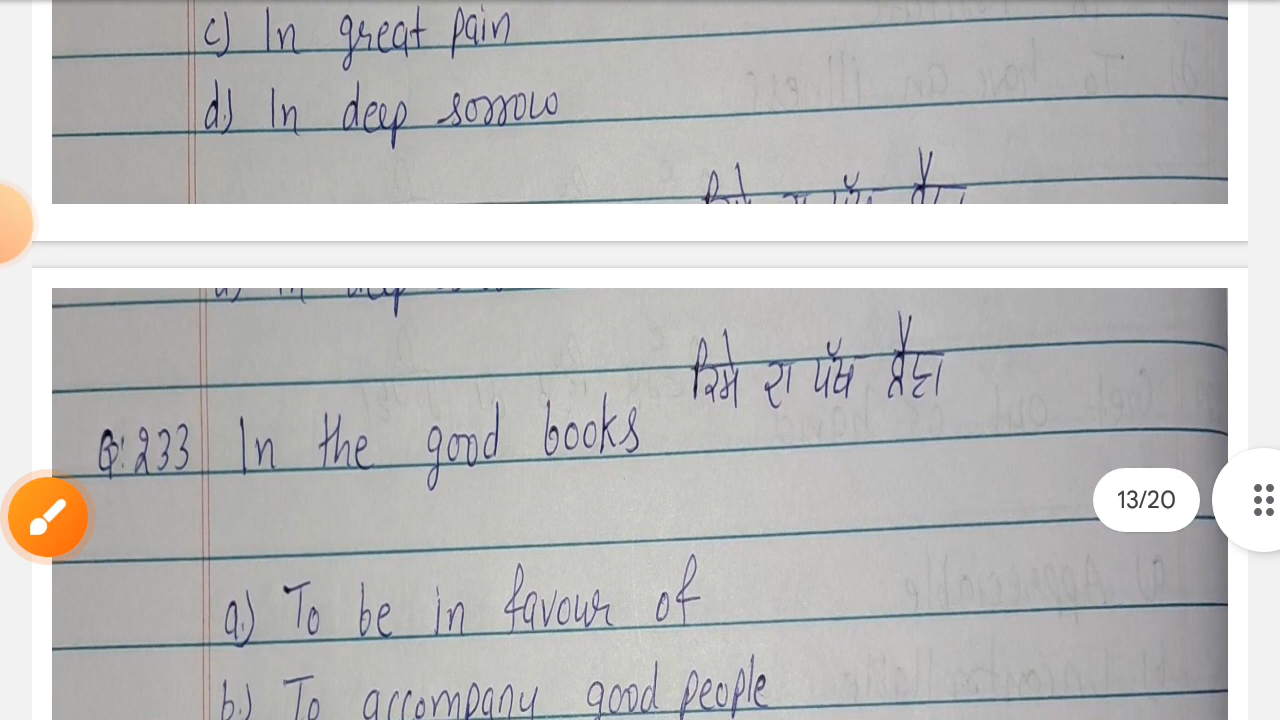 c) In great pain
d.) In deep sorrow
Q:233 In the good books
ਕਿਸੇ ਦਾ ਪੱਖ ਲੈਣਾ
a.) To be in favour of
b.) To accompany good people
13/20